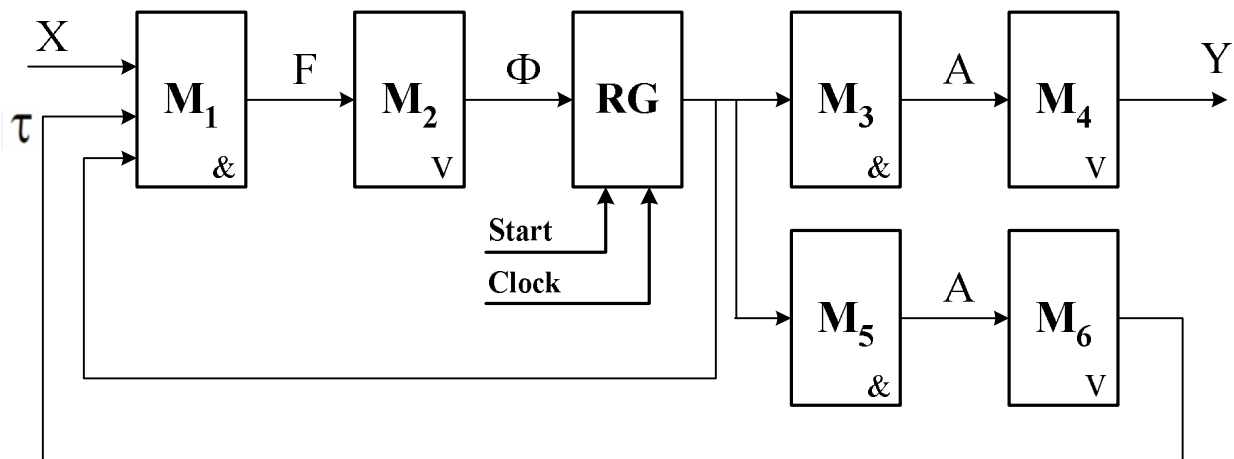 X
F
Φ
A
Y
M₁
&
M₂
V
RG
M₃
&
M₄
V
τ
Start
Clock
A
M₅
&
M₆
V